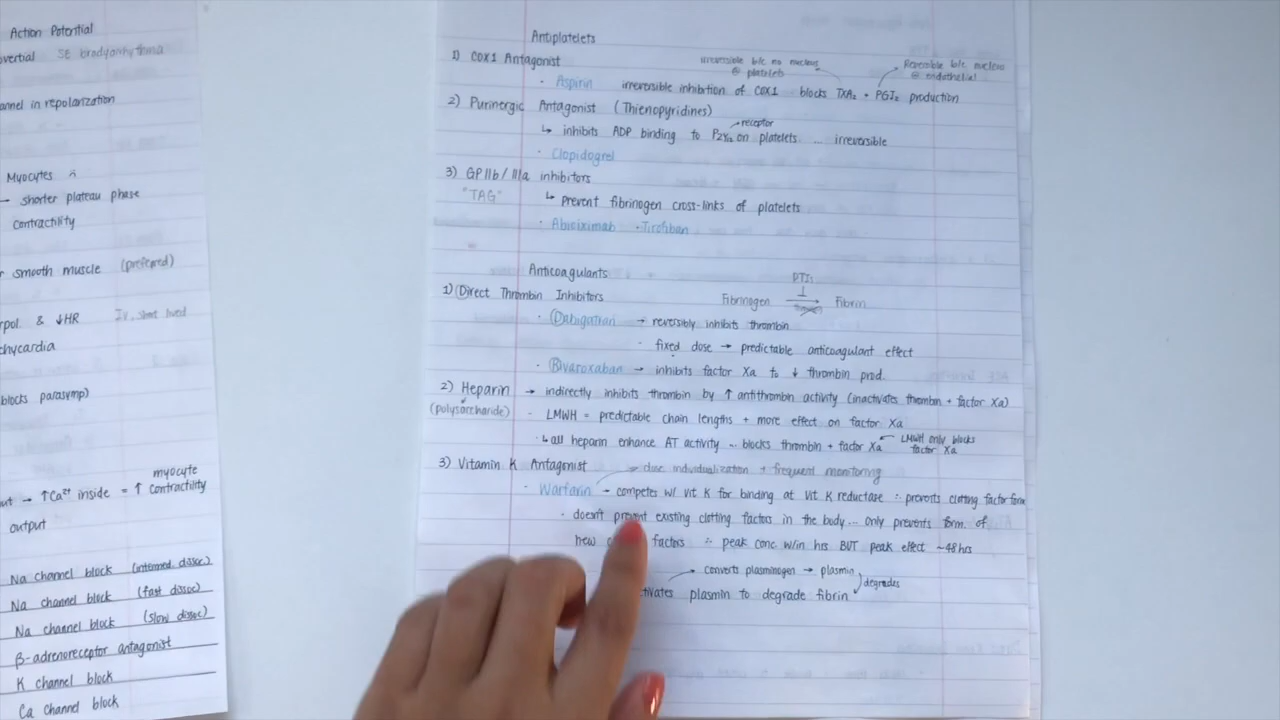 Action Potential
SE bradyarrhythmia
annel in repolarization
Myocytes
→ shorter plateau phase
contractility
smooth muscle (preferred)
rpol. & ↓HR IV, short lived
chycardia
blocks parasymp)
myocyte
→ ↑Ca²⁺ inside = ↑ contractility
output
Na channel block (intermed. dissoc.)
Na channel block (fast dissoc)
Na channel block (slow dissoc)
β-adrenoreceptor antagonist
K channel block
Ca channel block
Antiplatelets
1) COX1 Antagonist
irreversible b/c no nucleus
@ platelets
Reversible b/c nucleus
@ endothelial
· Aspirin irreversible inhibition of COX1 blocks TXA₂ + PGI₂ production
2) Purinergic Antagonist (Thienopyridines)
receptor
↳ inhibits ADP binding to P2Y₁₂ on platelets ... irreversible
· Clopidogrel
3) GPIIb/IIIa inhibitors
"TAG" ↳ prevent fibrinogen cross-links of platelets
· Abciximab · Tirofiban
Anticoagulants
DTIs
1) Direct Thrombin Inhibitors Fibrinogen → Fibrin
· Dabigatran → reversibly inhibits thrombin
· fixed dose → predictable anticoagulant effect
· Rivaroxaban → inhibits factor Xa to ↓ thrombin prod.
2) Heparin → indirectly inhibits thrombin by ↑ antithrombin activity (inactivates thrombin + factor Xa)
(polysaccharide) · LMWH = predictable chain lengths + more effect on factor Xa
↳ all heparin enhance AT activity ... blocks thrombin + factor Xa ← LMWH only blocks
factor Xa
3) Vitamin K Antagonist → dose individualization + frequent monitoring
· Warfarin → competes w/ vit K for binding at vit K reductase ∴ prevents clotting factor form
· doesn't prevent existing clotting factors in the body... only prevents form. of
new factors ∴ peak conc. w/in hrs BUT peak effect ~48hrs
→ converts plasminogen → plasmin
tivates plasmin to degrade fibrin degrades